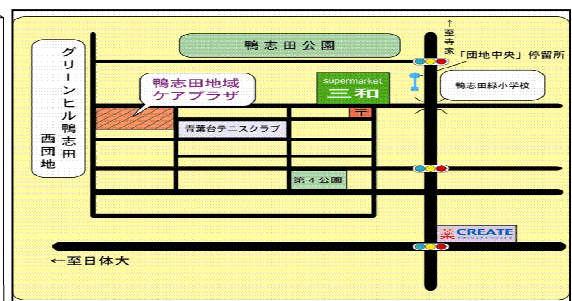 鴨志田公園
↑至寺家
「団地中央」停留所
グリーンヒル鴨志田
西団地
鴨志田地域
ケアプラザ
supermarket
三和
鴨志田緑小学校
〒
青葉台テニスクラブ
第4公園
薬 CREATE
←至日体大